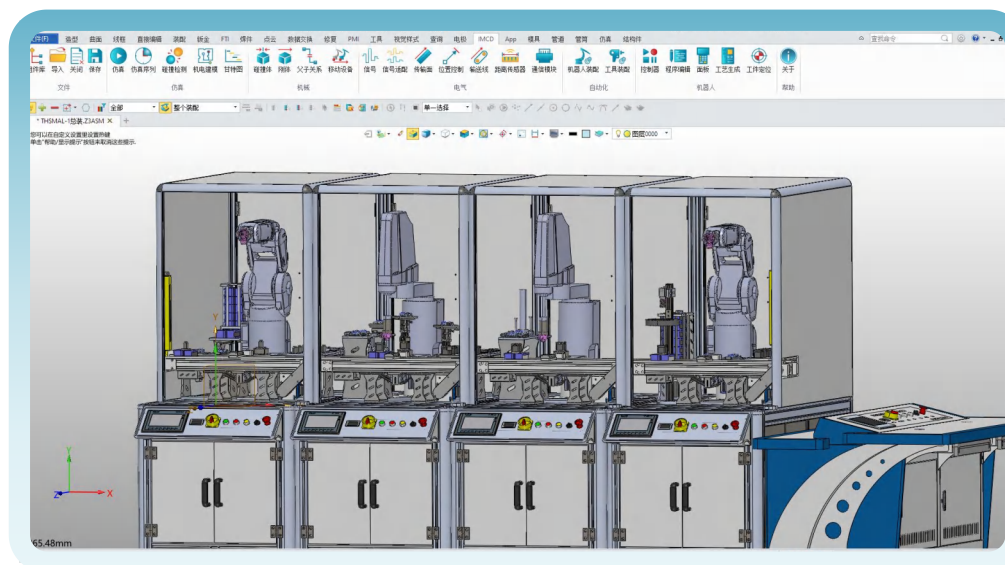 文件(F) 造型 曲面 线框 直接编辑 装配 钣金 FTI 焊件 点云 数据交换 修复 PMI 工具 视觉样式 查询 电极 IMCD App 模具 管道 管筒 仿真 结构件 查找命令
组件库 导入 关闭 保存 仿真 仿真序列 碰撞检测 机电建模 甘特图 碰撞体 刚体 父子关系 移动设备 信号 信号适配 传输面 位置控制 输送线 距离传感器 通信模块 机器人装配 工具装配 控制器 程序编辑 面板 工艺生成 工件定位 关于
文件 仿真 机械 电气 自动化 机器人 帮助
全部 整个装配 单一选择
* THSMAL-1总装.Z3ASM × +
您可以在自定义设置里设置热键 图层0000
单击"帮助/显示提示"按钮来取消这些提示.
Y
Y
Z X
65.48mm